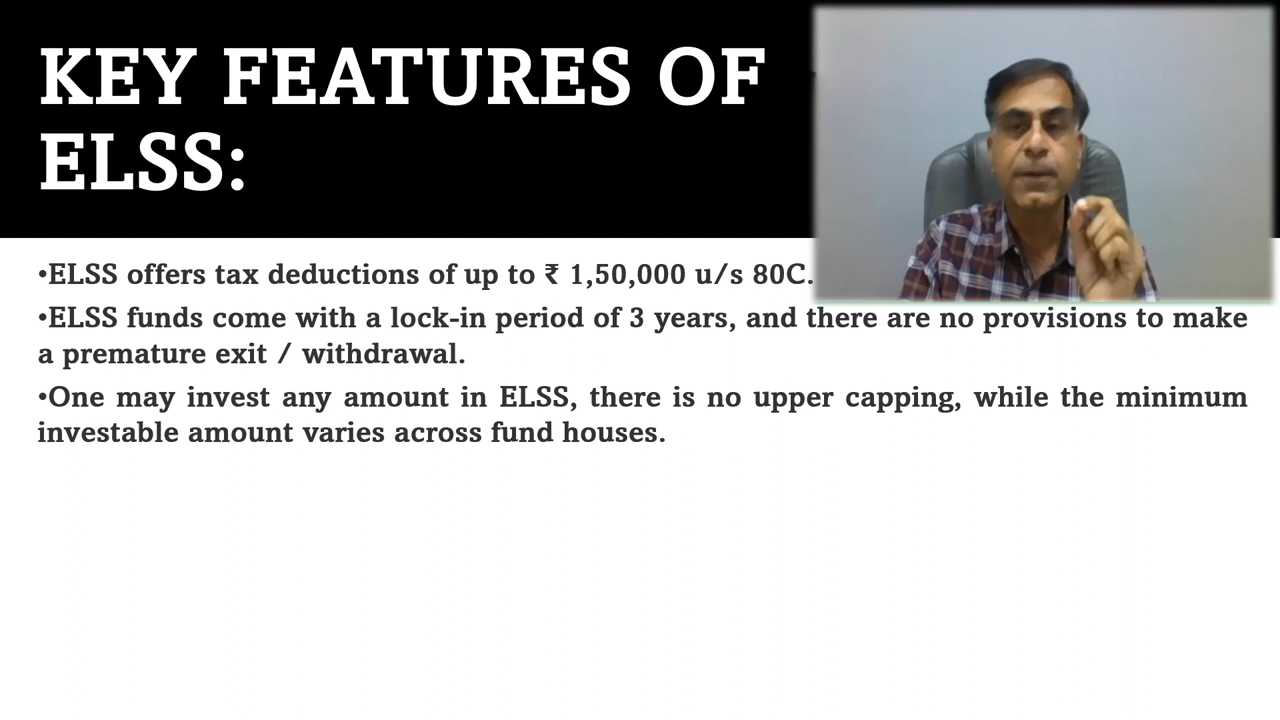 KEY FEATURES OF
ELSS:
•ELSS offers tax deductions of up to ₹ 1,50,000 u/s 80C.
•ELSS funds come with a lock-in period of 3 years, and there are no provisions to make
a premature exit / withdrawal.
•One may invest any amount in ELSS, there is no upper capping, while the minimum
investable amount varies across fund houses.